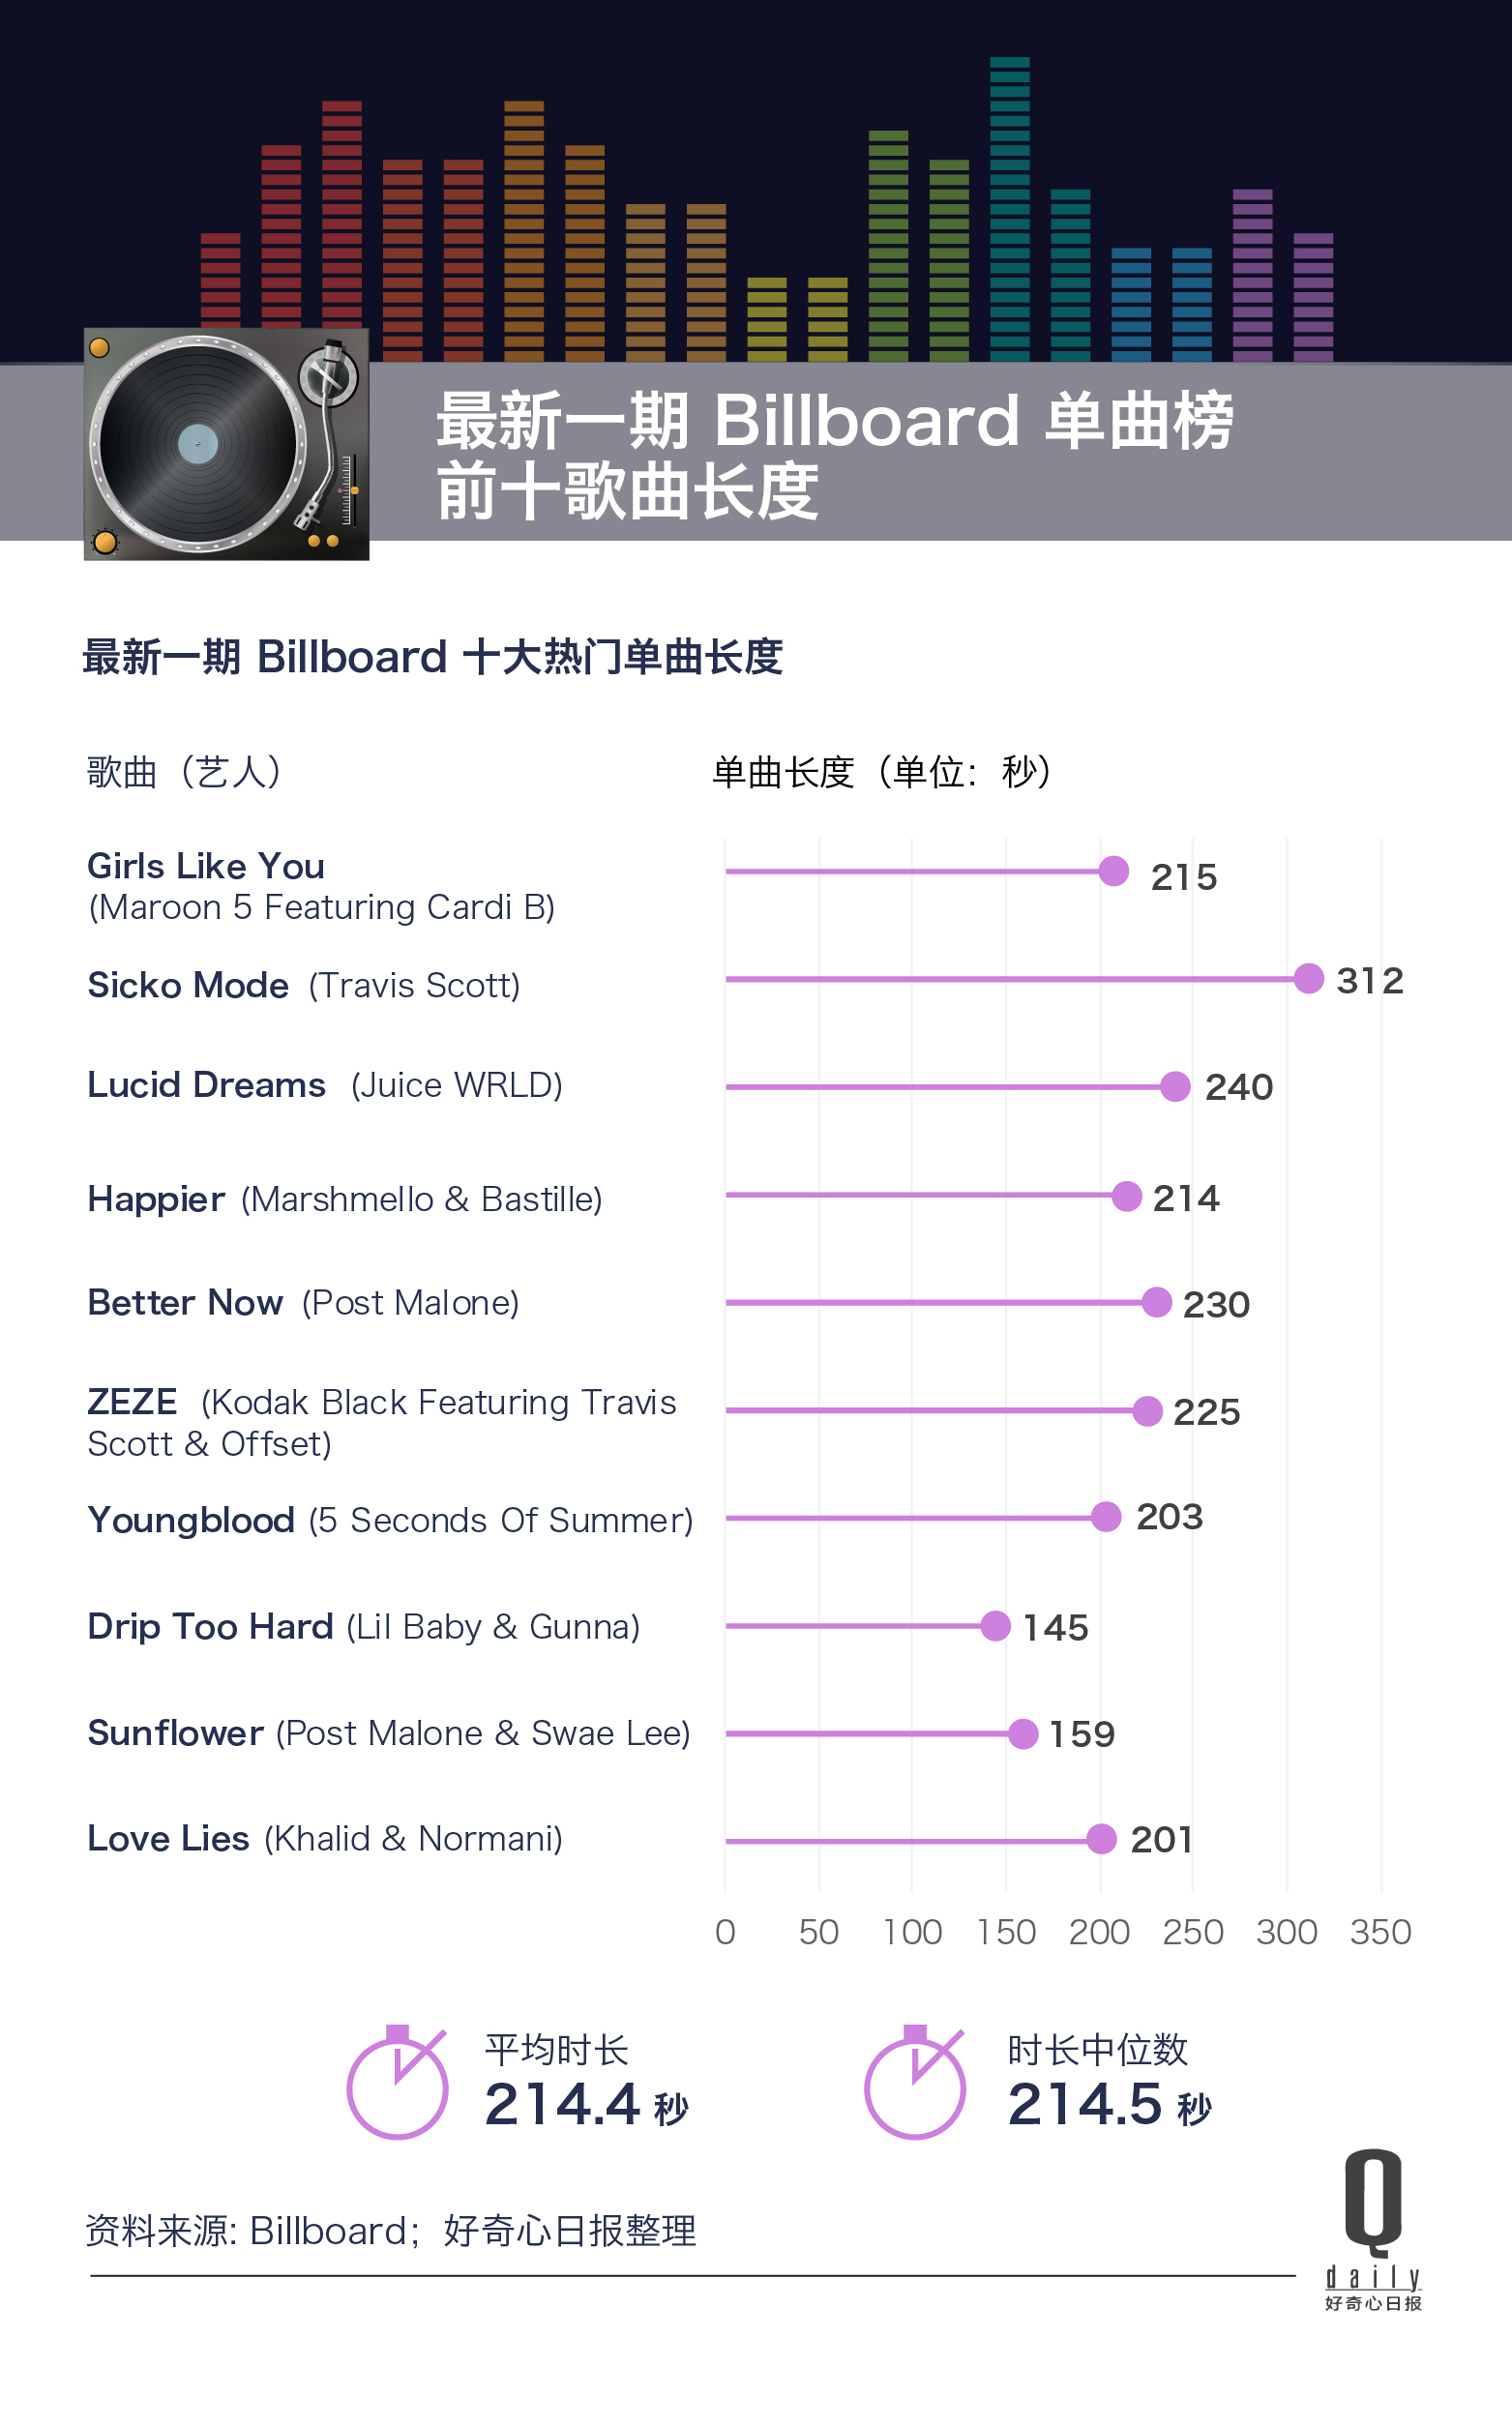 最新一期 Billboard 单曲榜
前十歌曲长度
最新一期 Billboard 十大热门单曲长度
歌曲（艺人） 单曲长度（单位：秒）
Girls Like You
(Maroon 5 Featuring Cardi B)
215
Sicko Mode (Travis Scott) 312
Lucid Dreams (Juice WRLD) 240
Happier (Marshmello & Bastille) 214
Better Now (Post Malone) 230
ZEZE (Kodak Black Featuring Travis
Scott & Offset)
225
Youngblood (5 Seconds Of Summer) 203
Drip Too Hard (Lil Baby & Gunna) 145
Sunflower (Post Malone & Swae Lee) 159
Love Lies (Khalid & Normani) 201
0 50 100 150 200 250 300 350
平均时长
214.4 秒
时长中位数
214.5 秒
资料来源: Billboard；好奇心日报整理
Q
daily
好奇心日报